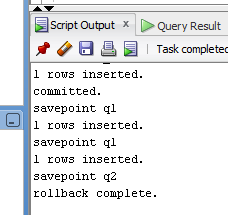 Script Output x Query Result
Task completed
1 rows inserted.
committed.
savepoint q1
1 rows inserted.
savepoint q1
1 rows inserted.
savepoint q2
rollback complete.